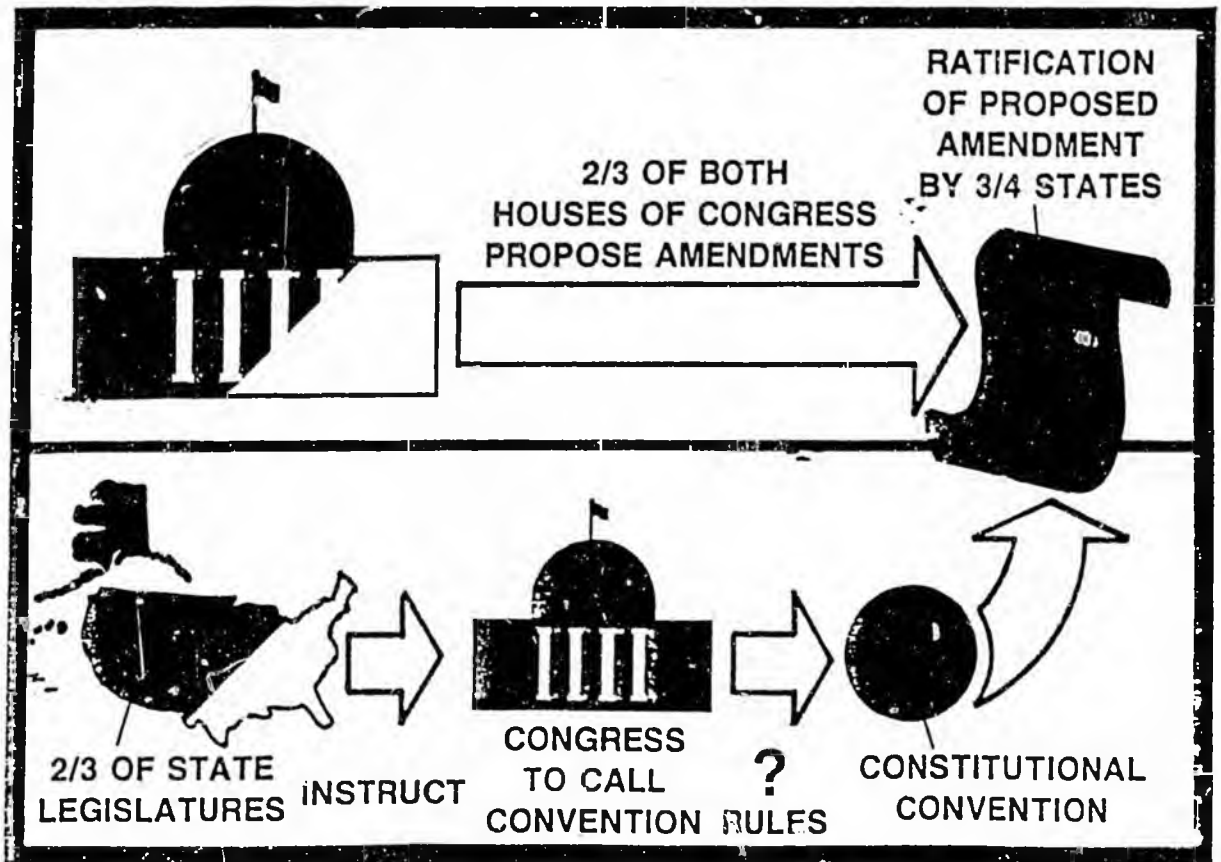 RATIFICATION
OF PROPOSED
AMENDMENT
BY 3/4 STATES
2/3 OF BOTH
HOUSES OF CONGRESS
PROPOSE AMENDMENTS
2/3 OF STATE
LEGISLATURES
INSTRUCT
CONGRESS
TO CALL
CONVENTION
?
RULES
CONSTITUTIONAL
CONVENTION